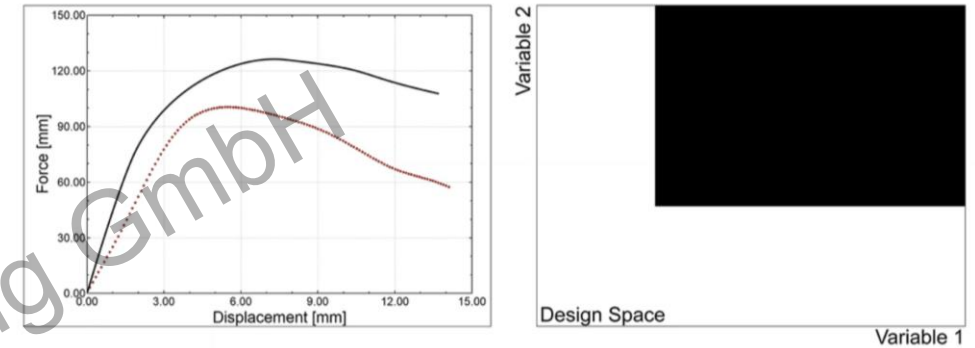 150.00
120.00
90.00
60.00
30.00
0.00
0.00 3.00 6.00 9.00 12.00 15.00
Force [mm]
Displacement [mm]
g GmbH
Variable 2
Design Space
Variable 1